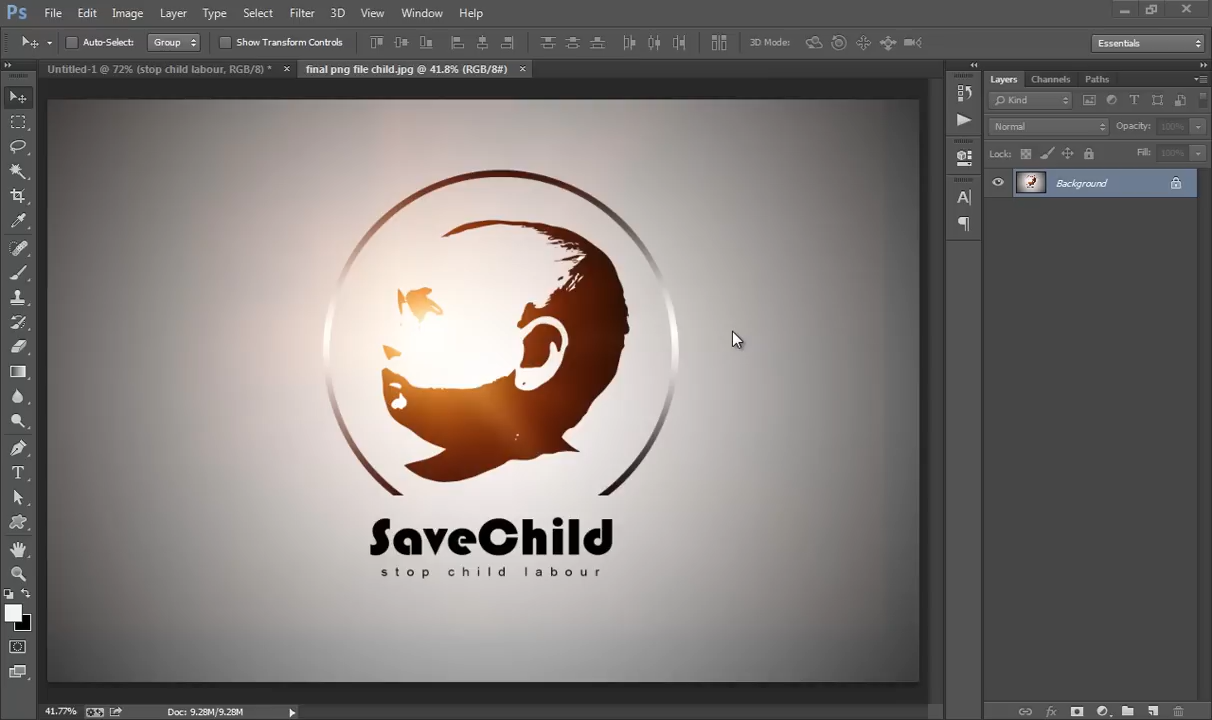 Ps File Edit Image Layer Type Select Filter 3D View Window Help
Auto-Select: Group Show Transform Controls 3D Mode: Essentials
Untitled-1 @ 72% (stop child labour, RGB/8) * × final png file child.jpg @ 41.8% (RGB/8#) ×
Layers Channels Paths
Kind
Normal Opacity: 100%
Lock: Fill: 100%
Background
SaveChild
stop child labour
41.77% Doc: 9.28M/9.28M